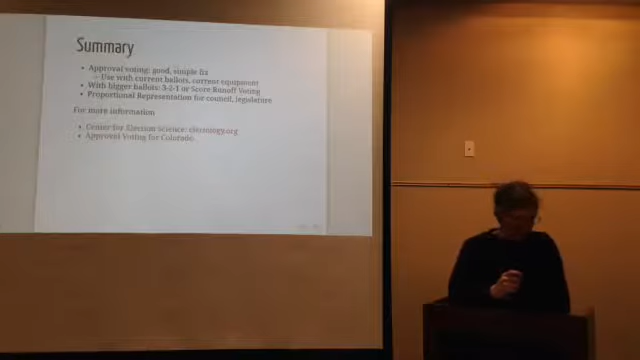 Summary
• Approval voting: good, simple fix
– Use with current ballots, current equipment
• With bigger ballots: 3-2-1 or Score Runoff Voting
• Proportional Representation for council, legislature
For more information
• Center for Election Science: electology.org
• Approval Voting for Colorado